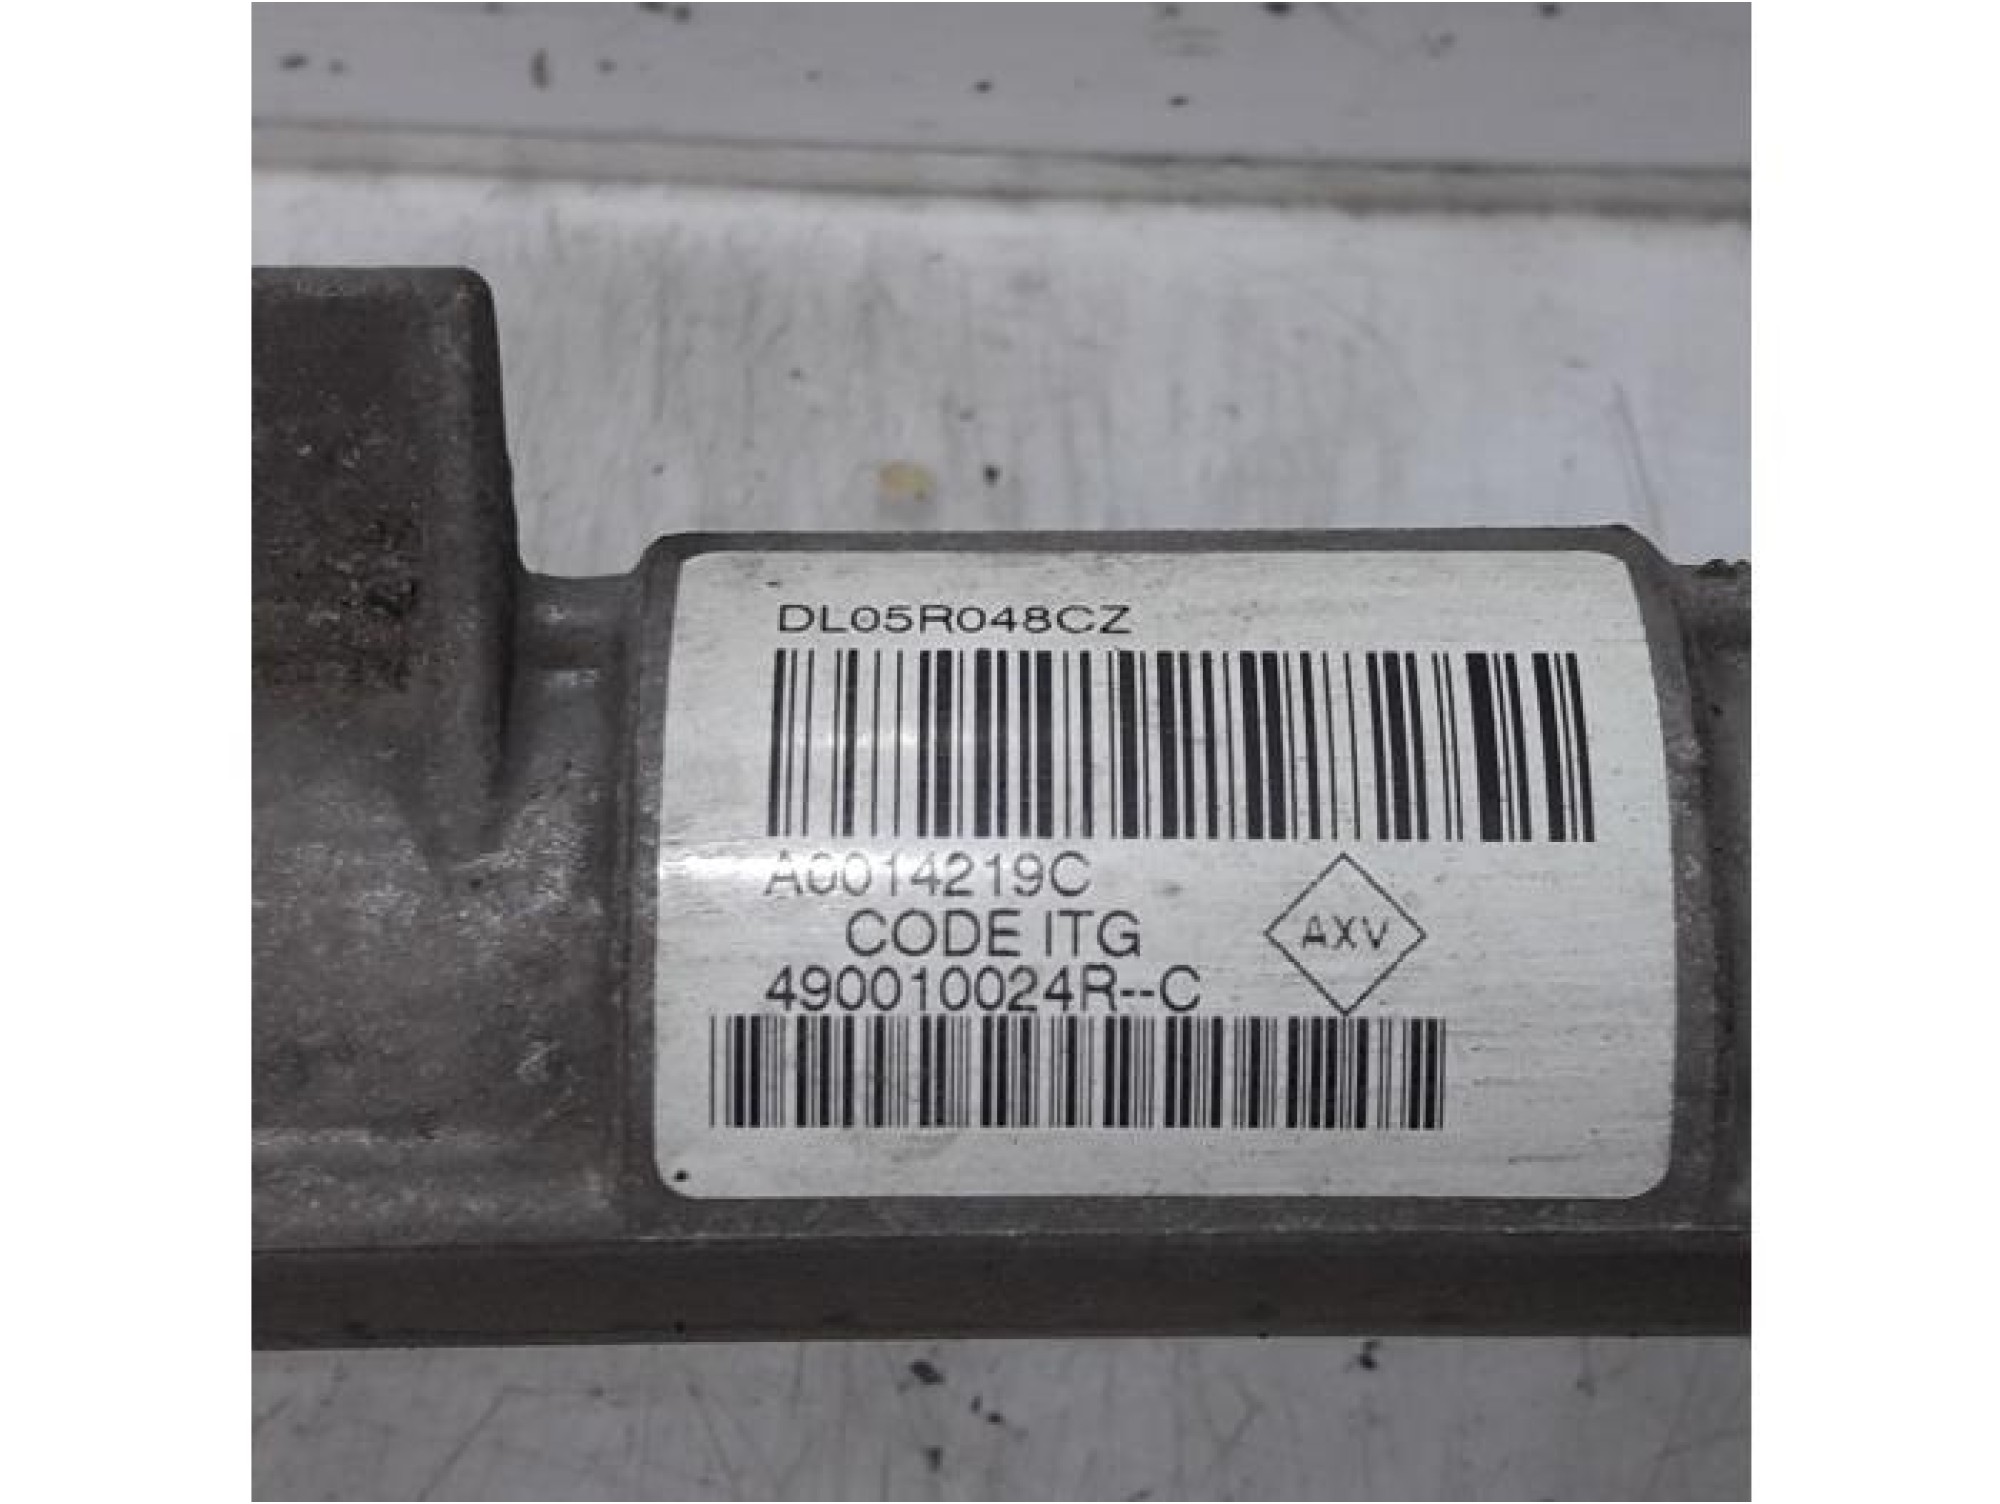 DL05R048CZ
A0014219C
CODE ITG
AXV
490010024R--C